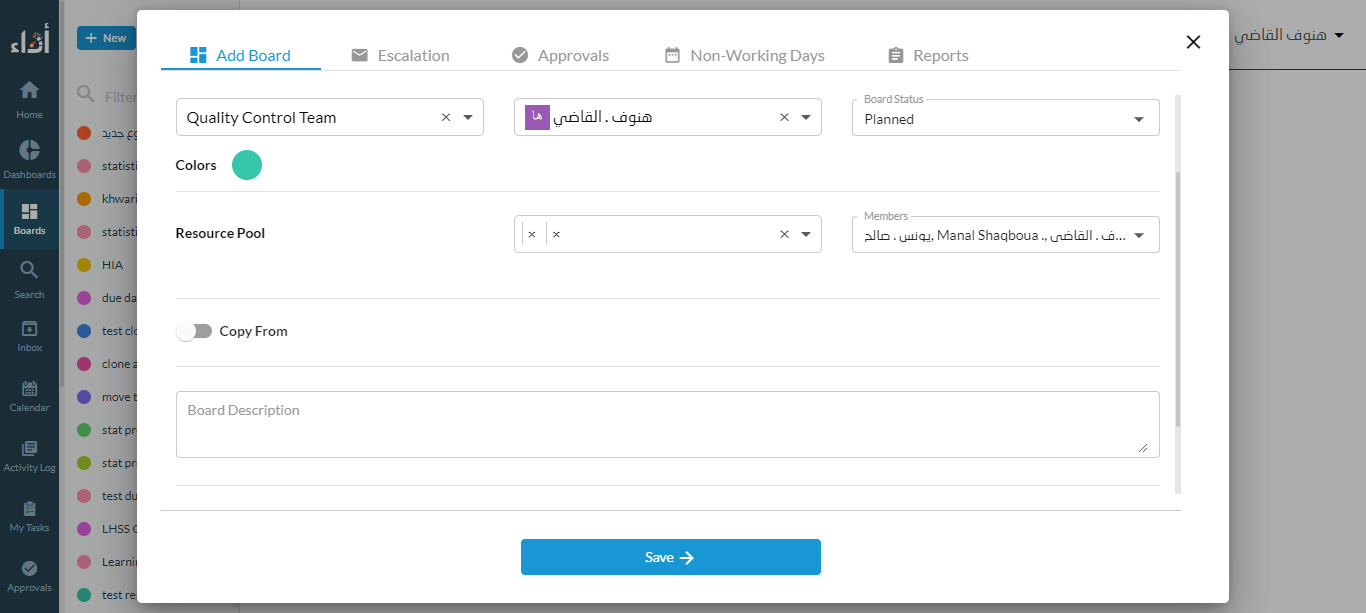 أداء
Home
Dashboards
Boards
Search
Inbox
Calendar
Activity Log
My Tasks
Approvals
+ New
Filter
وع جديد
statisti
khwari
statisti
HIA
due da
test clo
clone a
move t
stat pr
stat pr
test du
LHSS C
Learnin
test re
Add Board
Escalation
Approvals
Non-Working Days
Reports
هنوف القاضي
Quality Control Team
ها
هنوف . القاضي
Board Status
Planned
Colors
Resource Pool
Members
يونس . صالح, Manal Shaqboua ., ف . القاضي...
Copy From
Board Description
Save